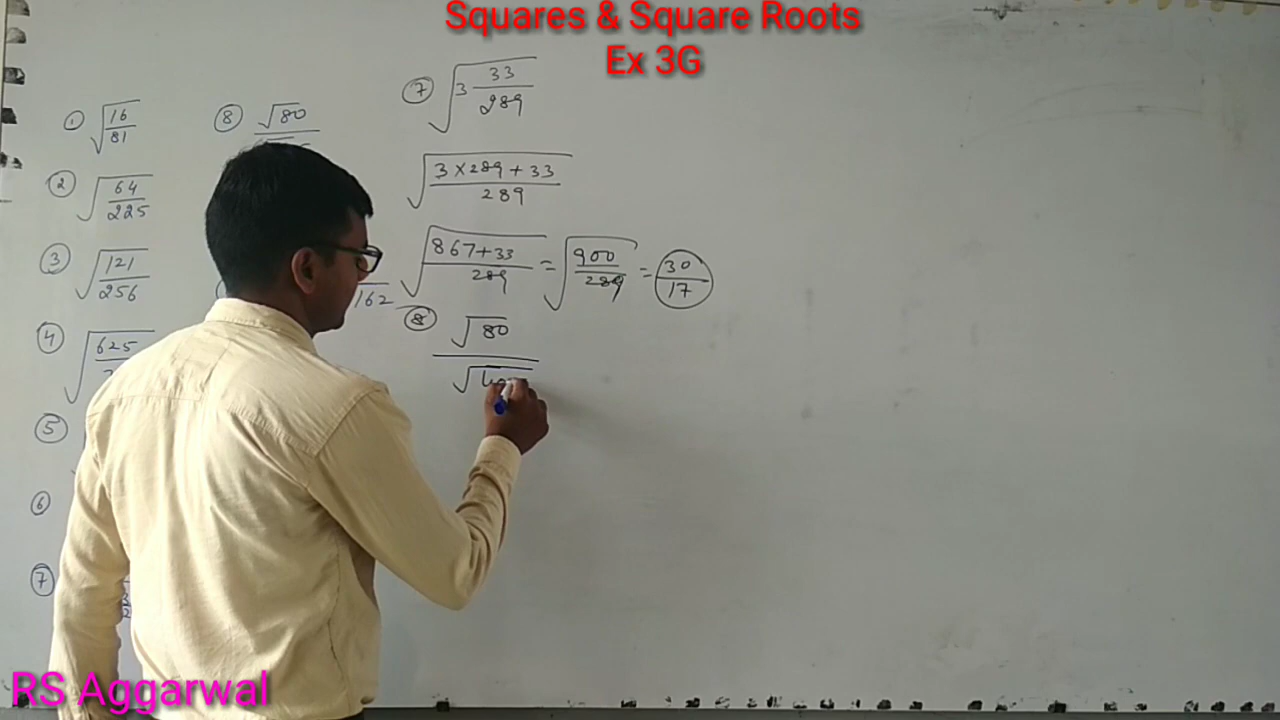 Squares & Square Roots
Ex 3G
① √16/81
② √64/225
③ √121/256
④ √625/
⑤
⑥
⑦
⑧ √80
162
⑦ √3 33/289
√3×289+33/289
√867+33/289 = √900/289 = 30/17
⑧ √80
RS Aggarwal